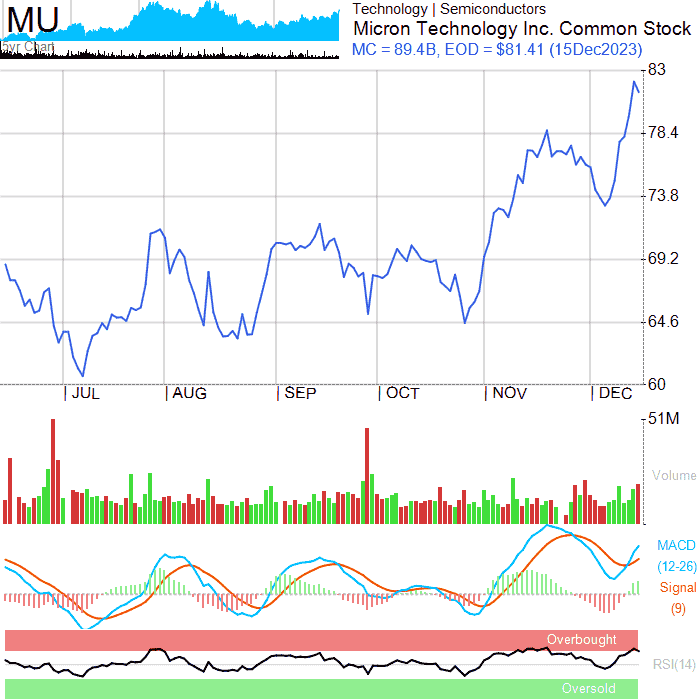 MU
5yr Chart
Technology | Semiconductors
Micron Technology Inc. Common Stock
MC = 89.4B, EOD = $81.41 (15Dec2023)
83
78.4
73.8
69.2
64.6
60
JUL AUG SEP OCT NOV DEC
51M
Volume
MACD
(12-26)
Signal
(9)
Overbought
RSI(14)
Oversold